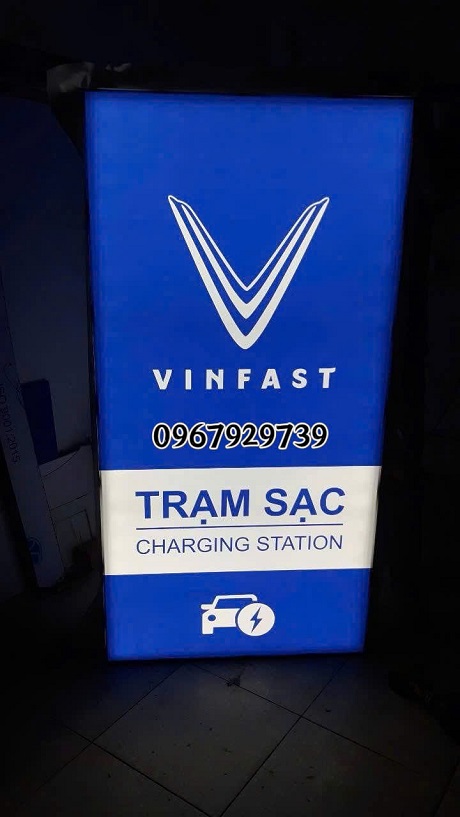 VINFAST
0967929739
TRẠM SẠC
CHARGING STATION